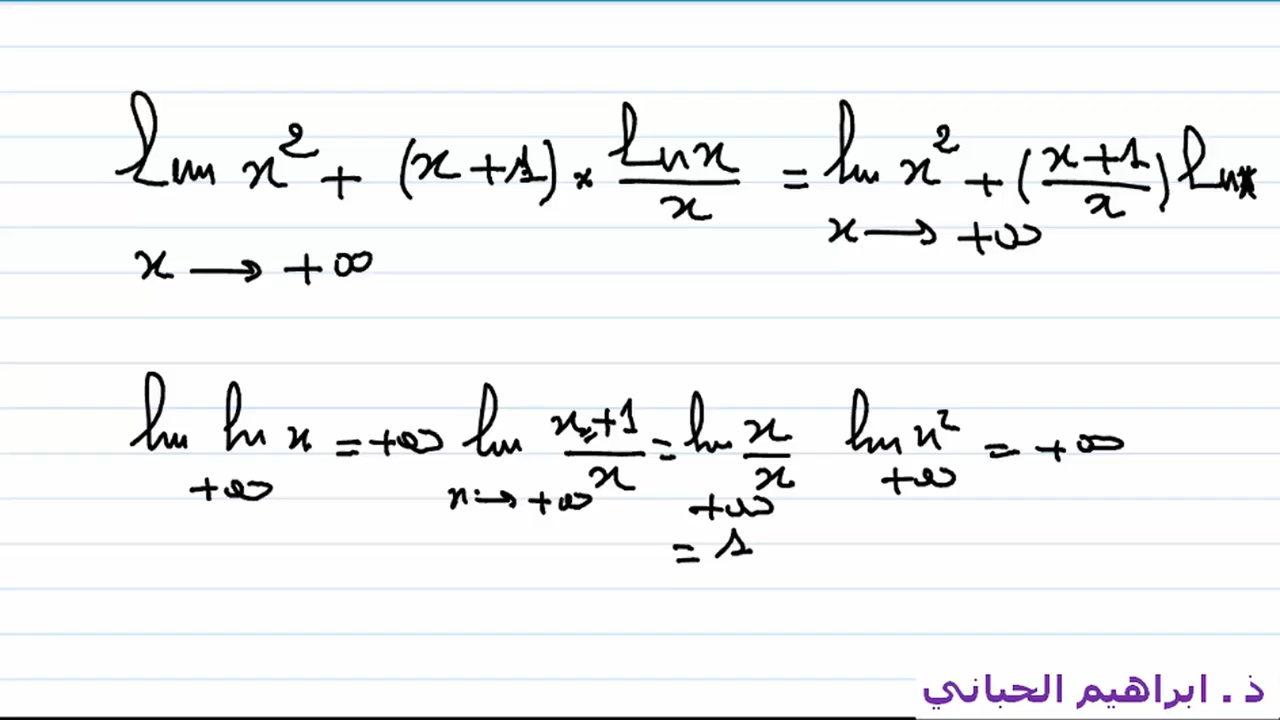 lim x² + (x+1) × ln x / x = lim x² + ((x+1)/x) ln x
x → +∞ x → +∞
lim ln x = +∞ lim (x+1)/x = lim x/x lim x² = +∞
+∞ x → +∞ +∞ +∞
= 1
ذ . ابراهيم الحباني